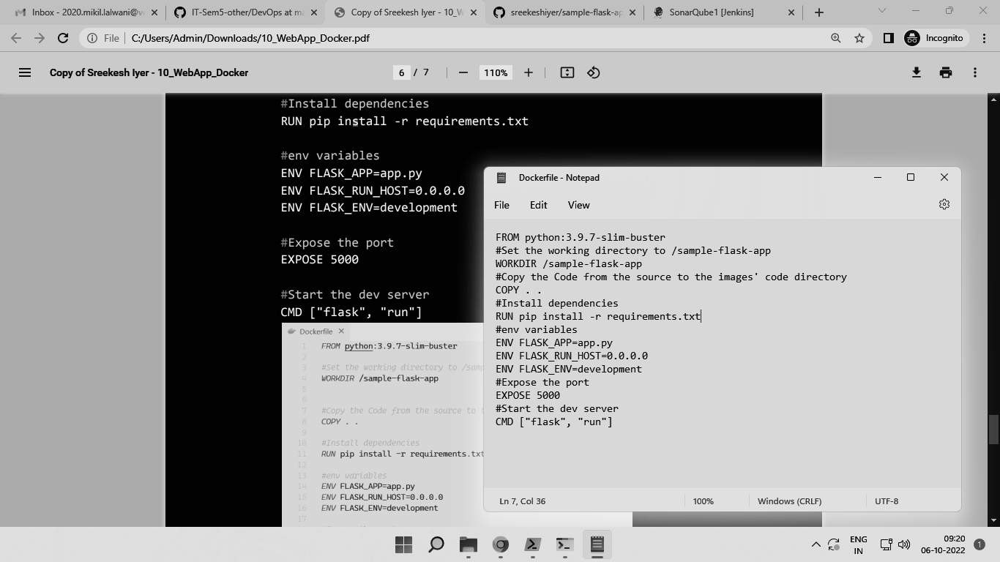 Inbox - 2020.mikil.lalwani@v
IT-Sem5-other/DevOps at ma
Copy of Sreekesh Iyer - 10_W
sreekeshiyer/sample-flask-ap
SonarQube1 [Jenkins]
File C:/Users/Admin/Downloads/10_WebApp_Docker.pdf
Incognito
Copy of Sreekesh Iyer - 10_WebApp_Docker
6 / 7
110%
#Install dependencies
RUN pip install -r requirements.txt
#env variables
ENV FLASK_APP=app.py
ENV FLASK_RUN_HOST=0.0.0.0
ENV FLASK_ENV=development
#Expose the port
EXPOSE 5000
#Start the dev server
CMD ["flask", "run"]
Dockerfile
1 FROM python:3.9.7-slim-buster
2
3 #Set the working directory to /sam
4 WORKDIR /sample-flask-app
5
6
7 #Copy the Code from the source to
8 COPY . .
9
10 #Install dependencies
11 RUN pip install -r requirements.txt
12
13 #env variables
14 ENV FLASK_APP=app.py
15 ENV FLASK_RUN_HOST=0.0.0.0
16 ENV FLASK_ENV=development
17
Dockerfile - Notepad
File Edit View
FROM python:3.9.7-slim-buster
#Set the working directory to /sample-flask-app
WORKDIR /sample-flask-app
#Copy the Code from the source to the images' code directory
COPY . .
#Install dependencies
RUN pip install -r requirements.txt
#env variables
ENV FLASK_APP=app.py
ENV FLASK_RUN_HOST=0.0.0.0
ENV FLASK_ENV=development
#Expose the port
EXPOSE 5000
#Start the dev server
CMD ["flask", "run"]
Ln 7, Col 36
100%
Windows (CRLF)
UTF-8
ENG
IN
09:20
06-10-2022
1